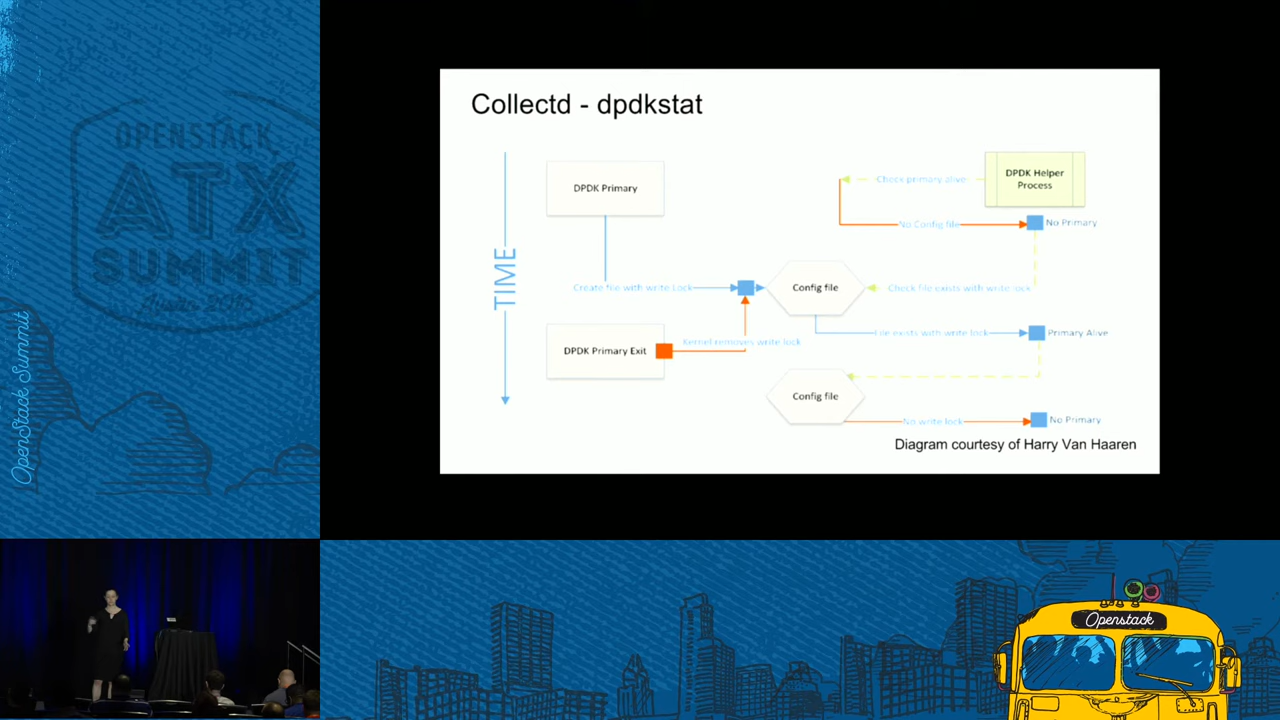 OPENSTACK
ATX
SUMMIT
OpenStack Summit
Collectd - dpdkstat
TIME
DPDK Primary
Check primary alive
DPDK Helper
Process
No Config file
No Primary
Create file with write Lock
Config file
Check file exists with write lock
File exists with write lock
Primary Alive
Kernel removes write lock
DPDK Primary Exit
Config file
No write lock
No Primary
Diagram courtesy of Harry Van Haaren
Openstack